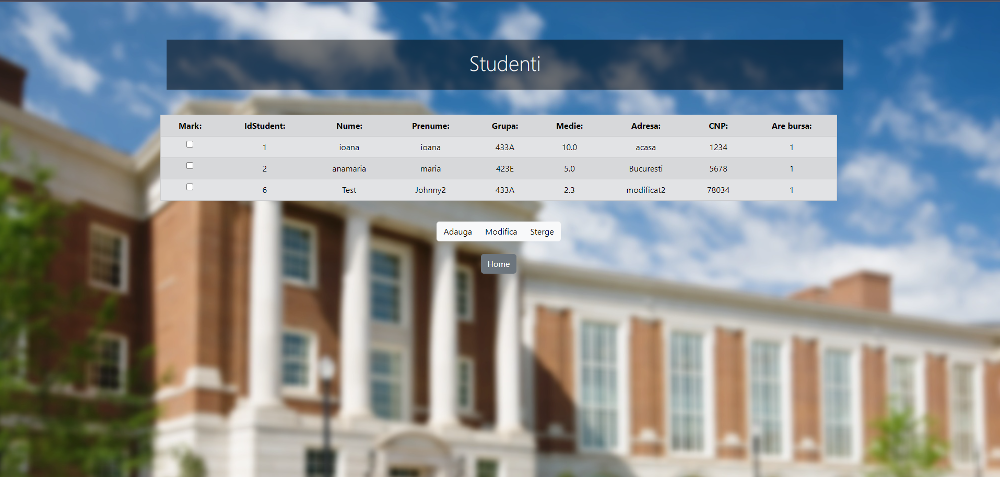 Studenti
Mark: IdStudent: Nume: Prenume: Grupa: Medie: Adresa: CNP: Are bursa:
1 ioana ioana 433A 10.0 acasa 1234 1
2 anamaria maria 423E 5.0 Bucuresti 5678 1
6 Test Johnny2 433A 2.3 modificat2 78034 1
Adauga Modifica Sterge
Home